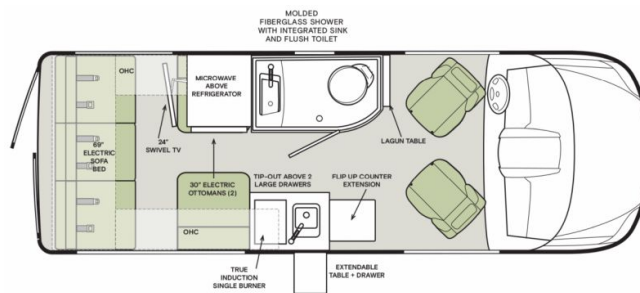 MOLDED
FIBERGLASS SHOWER
WITH INTEGRATED SINK
AND FLUSH TOILET
OHC
MICROWAVE
ABOVE
REFRIGERATOR
24"
SWIVEL TV
LAGUN TABLE
69"
ELECTRIC
SOFA
BED
30" ELECTRIC
OTTOMANS (2)
TIP-OUT ABOVE 2
LARGE DRAWERS
FLIP UP COUNTER
EXTENSION
OHC
TRUE
INDUCTION
SINGLE BURNER
EXTENDABLE
TABLE + DRAWER